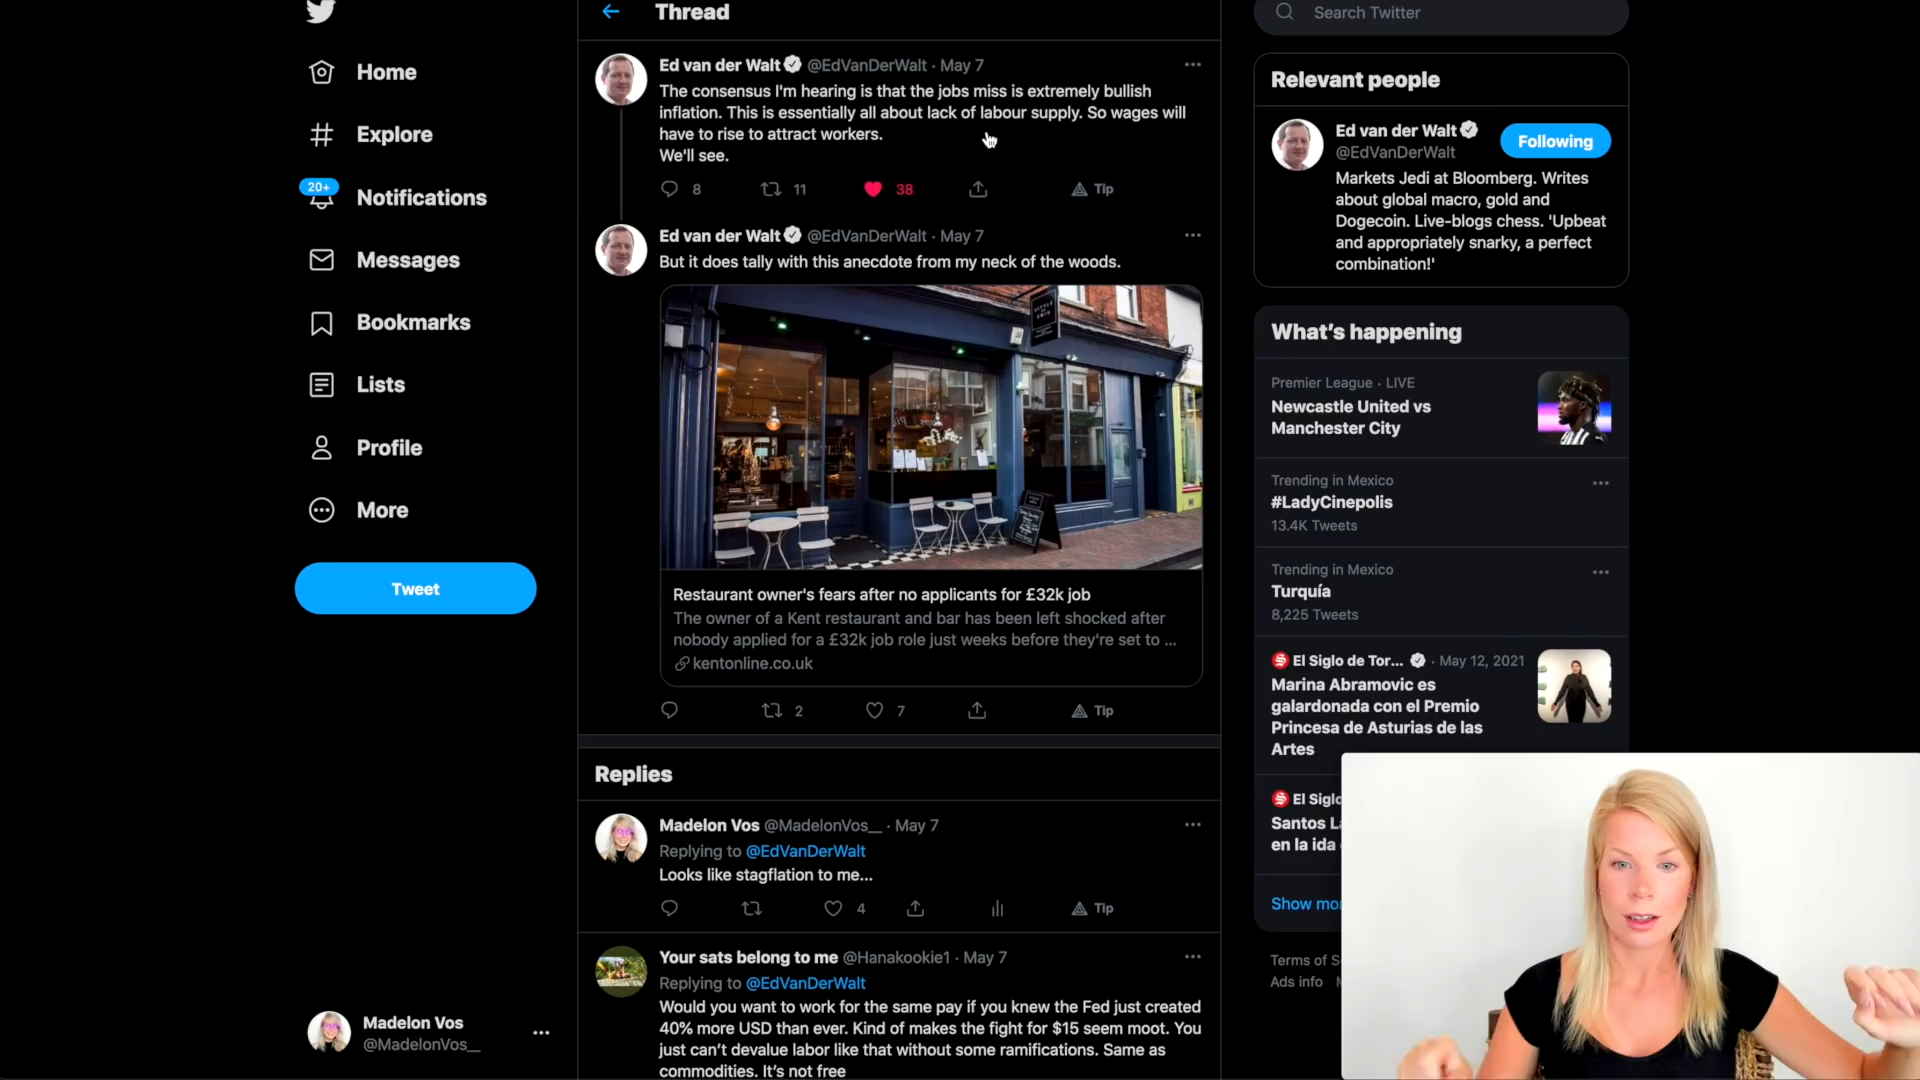 Home
Explore
20+
Notifications
Messages
Bookmarks
Lists
Profile
More
Tweet
Madelon Vos
@MadelonVos__
Thread
Ed van der Walt @EdVanDerWalt · May 7
The consensus I'm hearing is that the jobs miss is extremely bullish
inflation. This is essentially all about lack of labour supply. So wages will
have to rise to attract workers.
We'll see.
8 11 38 Tip
Ed van der Walt @EdVanDerWalt · May 7
But it does tally with this anecdote from my neck of the woods.
Restaurant owner's fears after no applicants for £32k job
The owner of a Kent restaurant and bar has been left shocked after
nobody applied for a £32k job role just weeks before they're set to ...
kentonline.co.uk
2 7 Tip
Replies
Madelon Vos @MadelonVos__ · May 7
Replying to @EdVanDerWalt
Looks like stagflation to me...
4 Tip
Your sats belong to me @Hanakookie1 · May 7
Replying to @EdVanDerWalt
Would you want to work for the same pay if you knew the Fed just created
40% more USD than ever. Kind of makes the fight for $15 seem moot. You
just can't devalue labor like that without some ramifications. Same as
commodities. It's not free
Search Twitter
Relevant people
Ed van der Walt
@EdVanDerWalt
Following
Markets Jedi at Bloomberg. Writes
about global macro, gold and
Dogecoin. Live-blogs chess. 'Upbeat
and appropriately snarky, a perfect
combination!'
What's happening
Premier League · LIVE
Newcastle United vs
Manchester City
Trending in Mexico
#LadyCinepolis
13.4K Tweets
Trending in Mexico
Turquía
8,225 Tweets
El Siglo de Tor... · May 12, 2021
Marina Abramovic es
galardonada con el Premio
Princesa de Asturias de las
Artes
El Siglo
Santos
en la ida
Show
Terms of
Ads info